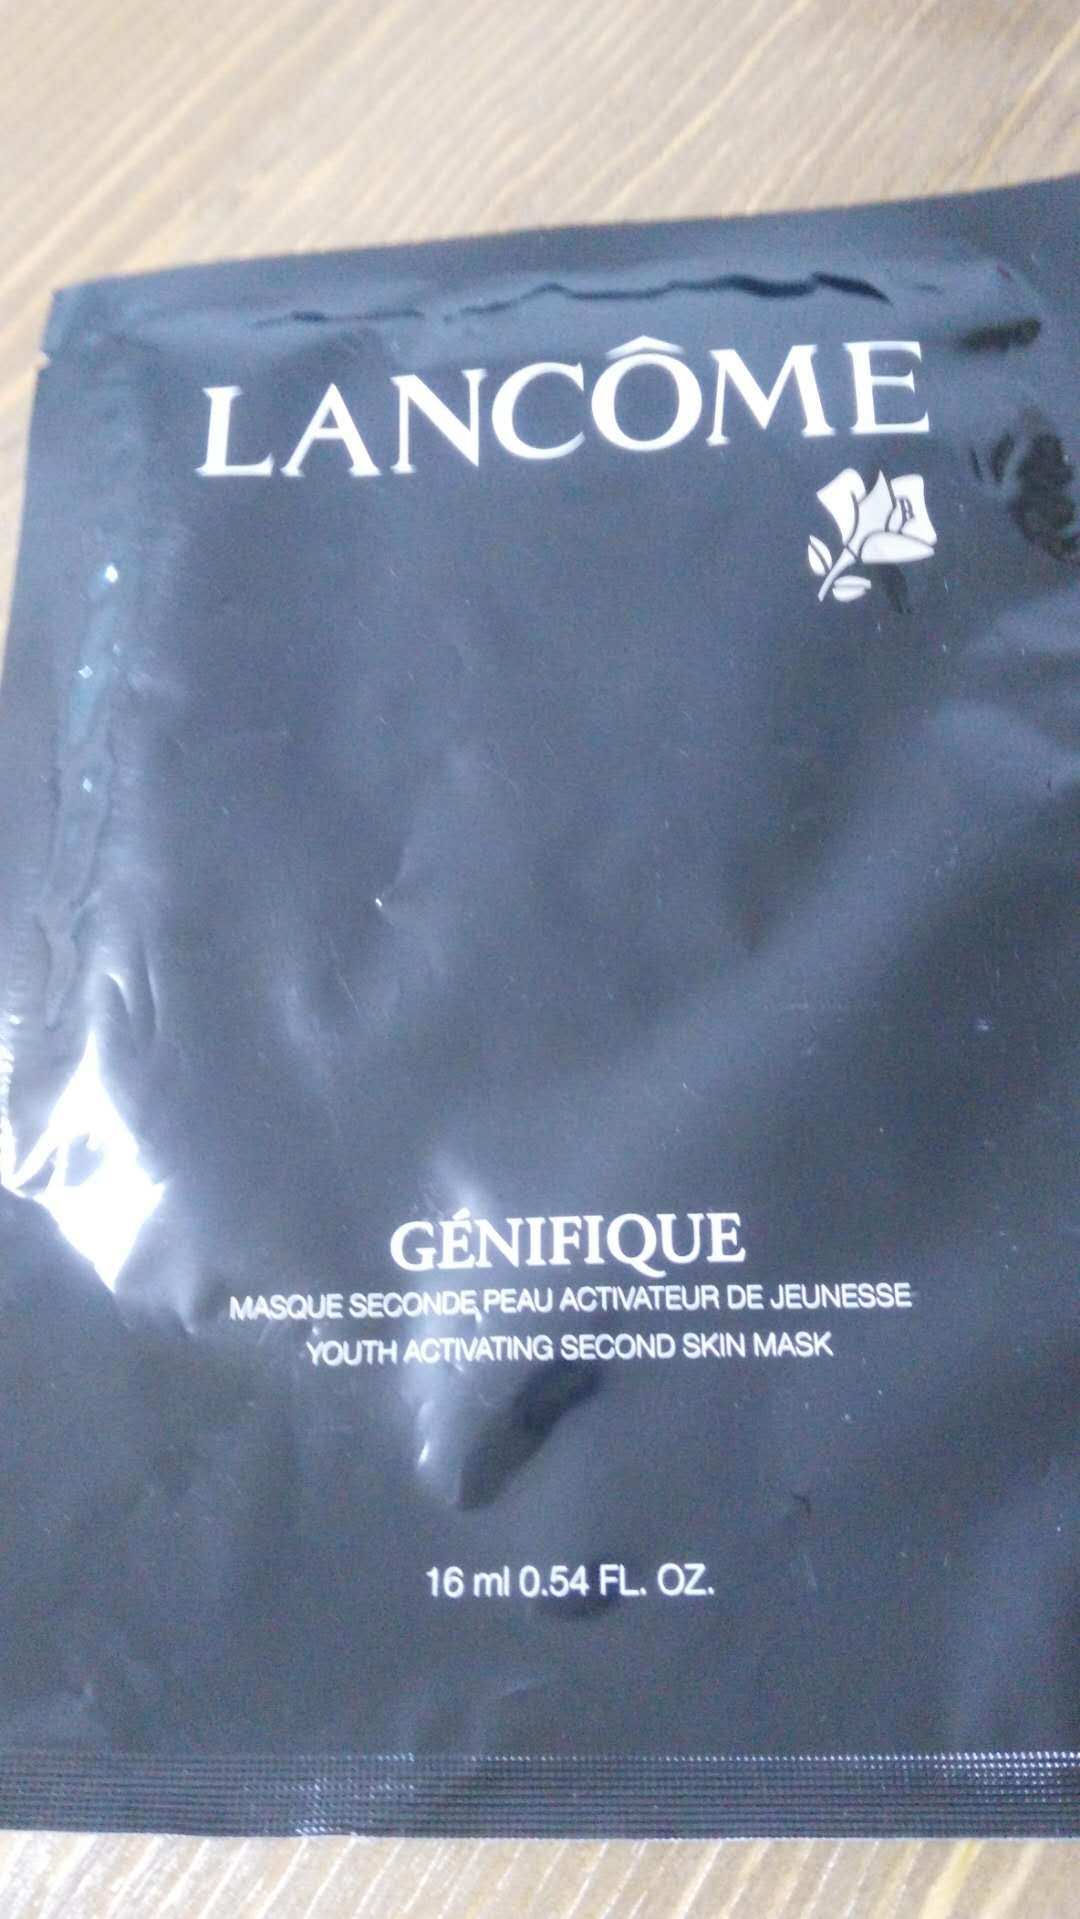 LANCÔME
GÉNIFIQUE
MASQUE SECONDE PEAU ACTIVATEUR DE JEUNESSE
YOUTH ACTIVATING SECOND SKIN MASK
16 ml 0.54 FL. OZ.